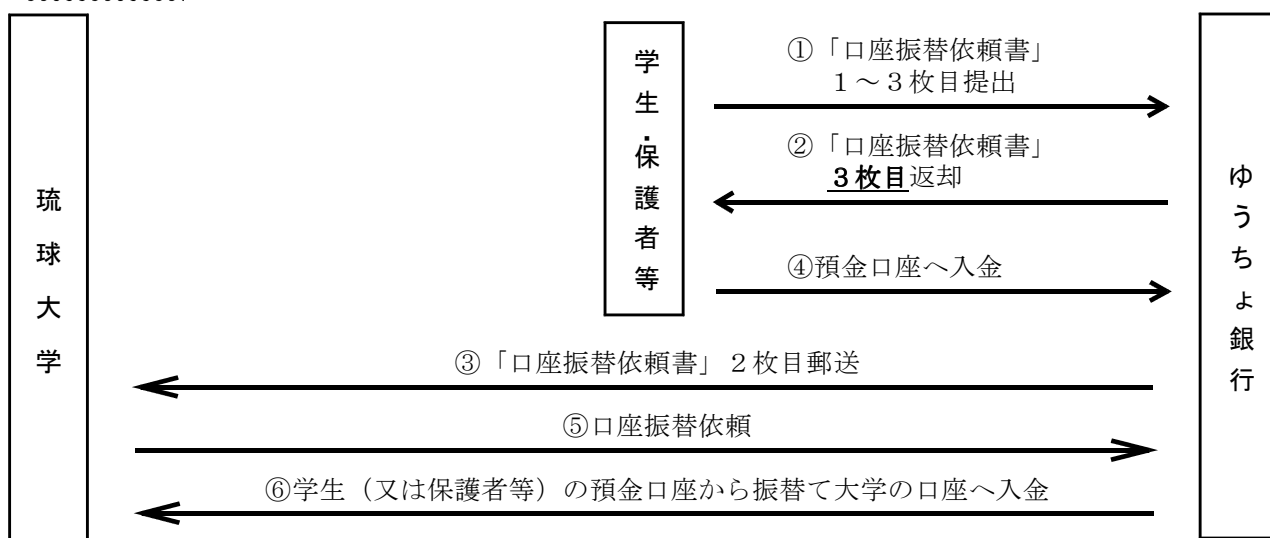 琉球大学
学生・保護者等
ゆうちょ銀行
①「口座振替依頼書」
１～３枚目提出
②「口座振替依頼書」
３枚目返却
④預金口座へ入金
③「口座振替依頼書」２枚目郵送
⑤口座振替依頼
⑥学生（又は保護者等）の預金口座から振替て大学の口座へ入金